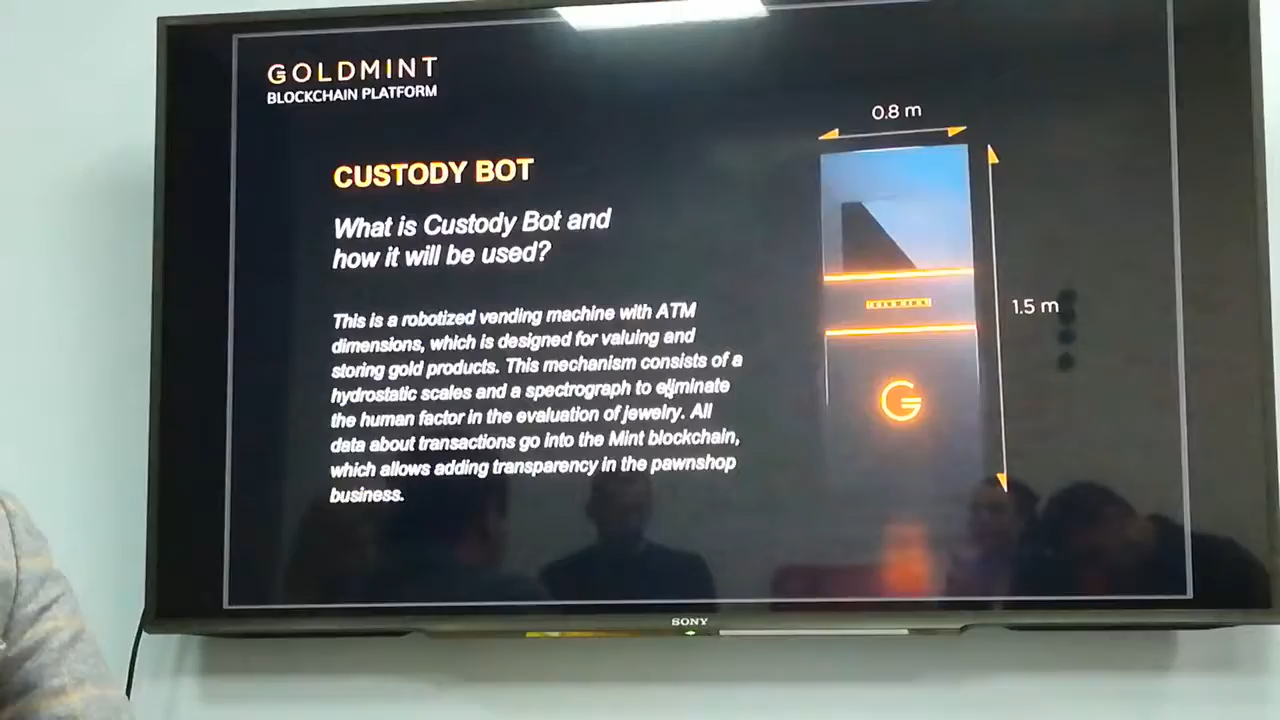 GOLDMINT
BLOCKCHAIN PLATFORM
CUSTODY BOT
What is Custody Bot and
how it will be used?
This is a robotized vending machine with ATM
dimensions, which is designed for valuing and
storing gold products. This mechanism consists of a
hydrostatic scales and a spectrograph to eliminate
the human factor in the evaluation of jewelry. All
data about transactions go into the Mint blockchain,
which allows adding transparency in the pawnshop
business.
0.8 m
1.5 m
G
SONY